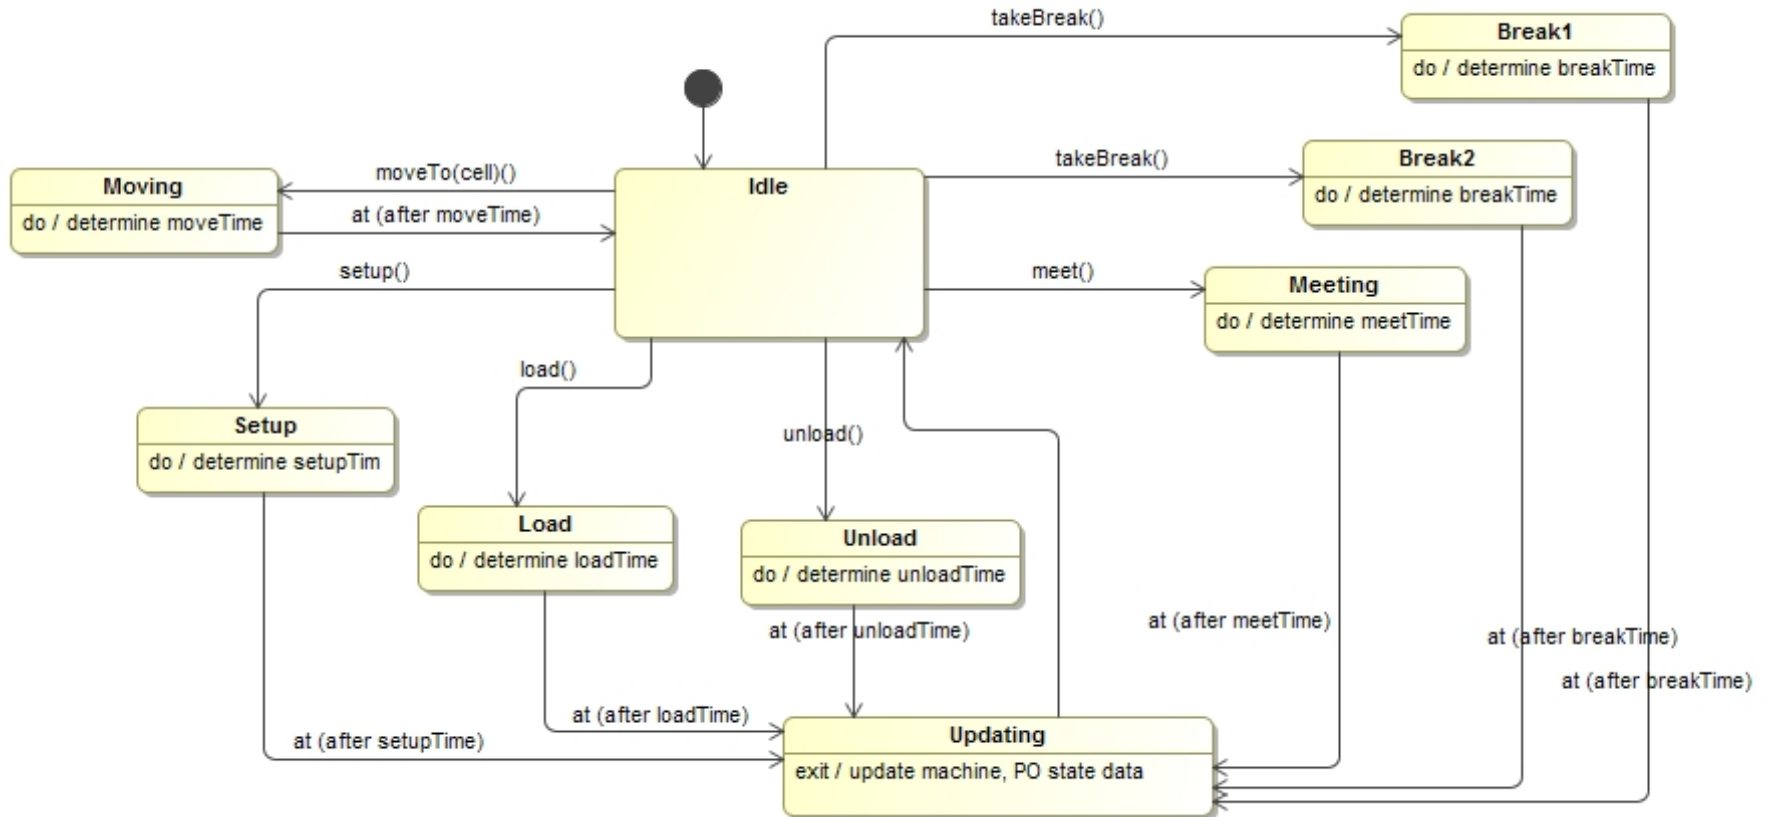 takeBreak()
Break1
do / determine breakTime
takeBreak()
Break2
do / determine breakTime
Moving
do / determine moveTime
moveTo(cell)()
at (after moveTime)
Idle
setup()
meet()
Meeting
do / determine meetTime
load()
unload()
Setup
do / determine setupTim
Load
do / determine loadTime
Unload
do / determine unloadTime
at (after unloadTime)
at (after meetTime)
at (after breakTime)
at (after breakTime)
at (after loadTime)
at (after setupTime)
Updating
exit / update machine, PO state data